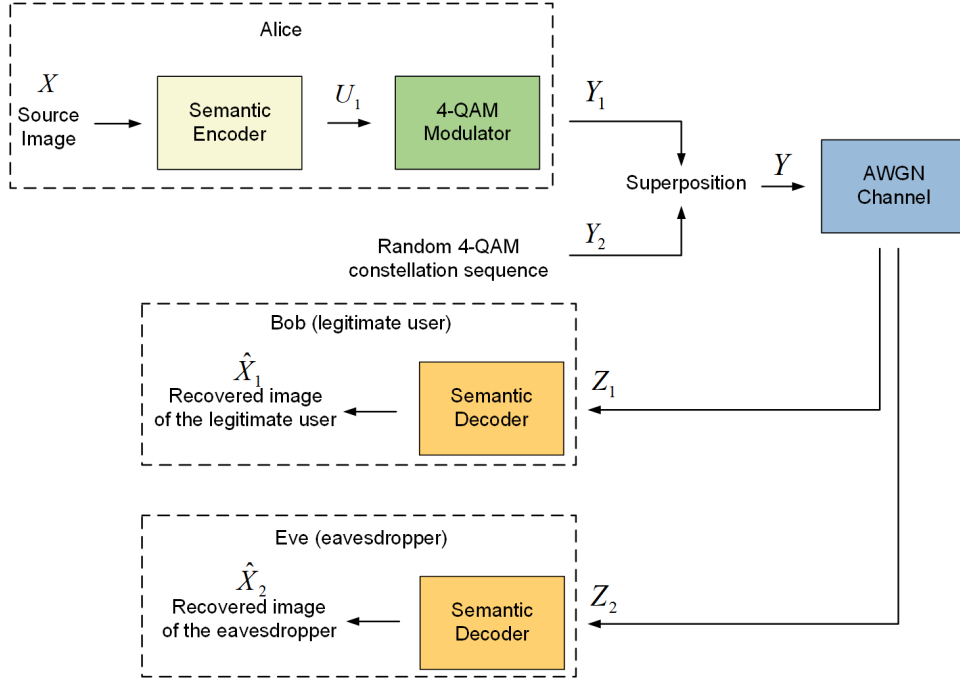 Alice
X
Source
Image
Semantic
Encoder
U₁
4-QAM
Modulator
Y₁
Superposition
Y
AWGN
Channel
Random 4-QAM
constellation sequence
Y₂
Bob (legitimate user)
X̂₁
Recovered image
of the legitimate user
Semantic
Decoder
Z₁
Eve (eavesdropper)
X̂₂
Recovered image
of the eavesdropper
Semantic
Decoder
Z₂